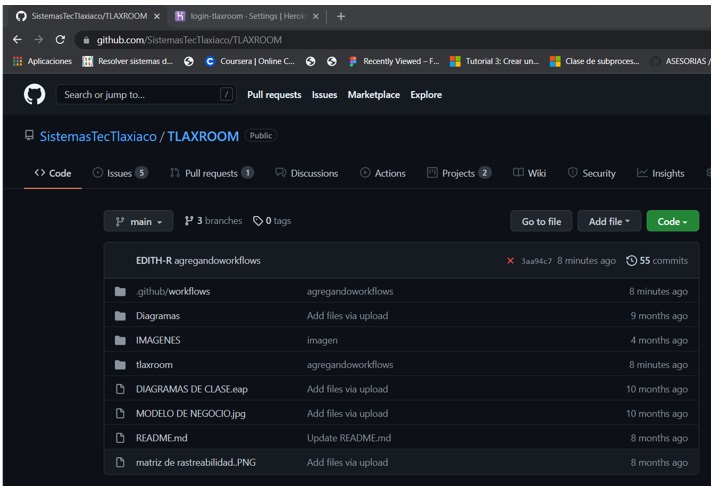 SistemasTecTlaxiaco/TLAXROOM
login-tlaxroom · Settings | Herok
github.com/SistemasTecTlaxiaco/TLAXROOM
Aplicaciones Resolver sistemas d... Coursera | Online C... Recently Viewed – F... Tutorial 3: Crear un... Clase de subproces... ASESORIAS /
Search or jump to... / Pull requests Issues Marketplace Explore
SistemasTecTlaxiaco / TLAXROOM Public
<> Code Issues 5 Pull requests 1 Discussions Actions Projects 2 Wiki Security Insights
main 3 branches 0 tags Go to file Add file Code
EDITH-R agregandoworkflows 3aa94c7 8 minutes ago 55 commits
.github/workflows agregandoworkflows 8 minutes ago
Diagramas Add files via upload 9 months ago
IMAGENES imagen 4 months ago
tlaxroom agregandoworkflows 8 minutes ago
DIAGRAMAS DE CLASE.eap Add files via upload 10 months ago
MODELO DE NEGOCIO.jpg Add files via upload 10 months ago
README.md Update README.md 8 months ago
matriz de rastreabilidad..PNG Add files via upload 8 months ago